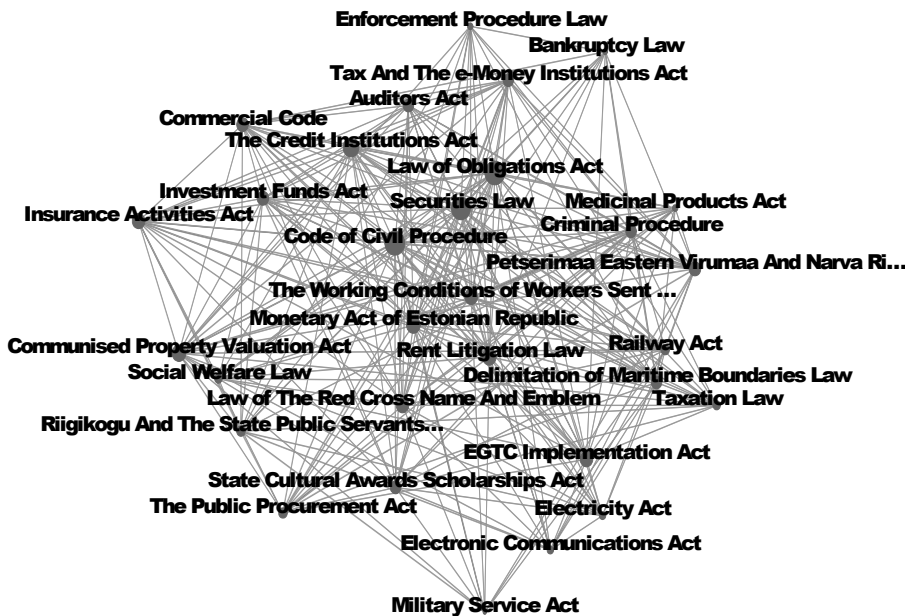 Enforcement Procedure Law
Bankruptcy Law
Tax And The e-Money Institutions Act
Auditors Act
Commercial Code
The Credit Institutions Act
Law of Obligations Act
Investment Funds Act
Securities Law
Medicinal Products Act
Insurance Activities Act
Criminal Procedure
Code of Civil Procedure
Petserimaa Eastern Virumaa And Narva Ri...
The Working Conditions of Workers Sent ...
Monetary Act of Estonian Republic
Communised Property Valuation Act
Rent Litigation Law
Railway Act
Social Welfare Law
Delimitation of Maritime Boundaries Law
Law of The Red Cross Name And Emblem
Taxation Law
Riigikogu And The State Public Servants...
EGTC Implementation Act
State Cultural Awards Scholarships Act
The Public Procurement Act
Electricity Act
Electronic Communications Act
Military Service Act